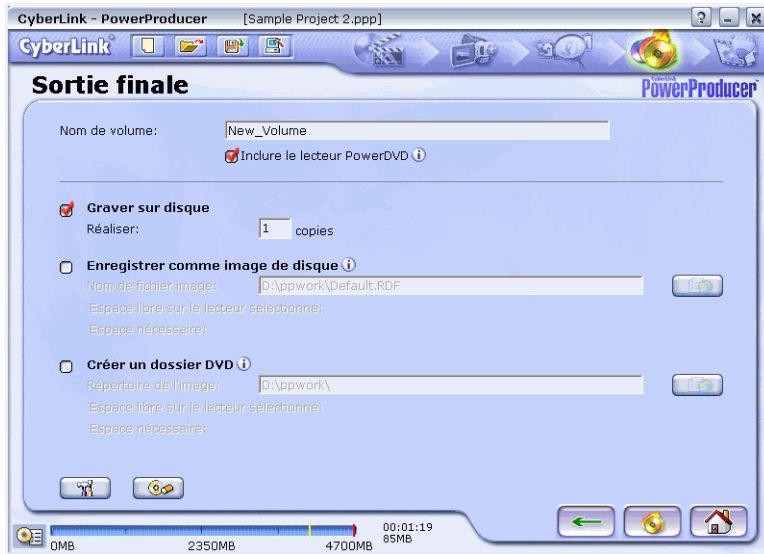 CyberLink - PowerProducer [Sample Project 2.ppp]
CyberLink
Sortie finale
CyberLink
PowerProducer
Nom de volume: New_Volume
Inclure le lecteur PowerDVD
Graver sur disque
Réaliser: 1 copies
Enregistrer comme image de disque
Nom de fichier image: D:\ppwork\Default.RDF
Espace libre sur le lecteur sélectionné:
Espace nécessaire:
Créer un dossier DVD
Répertoire de l'image: D:\ppwork\
Espace libre sur le lecteur sélectionné:
Espace nécessaire:
00:01:19
85MB
0MB 2350MB 4700MB